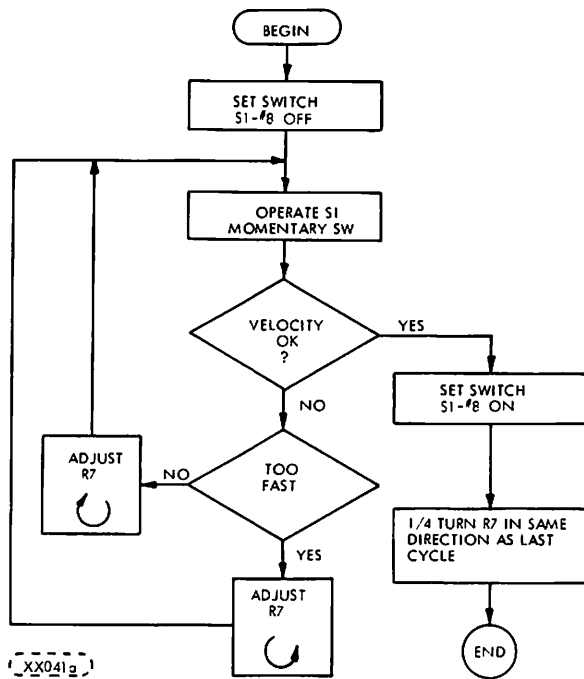 BEGIN
SET SWITCH
S1-#8 OFF
OPERATE S1
MOMENTARY SW
VELOCITY
OK
?
YES
NO
SET SWITCH
S1-#8 ON
TOO
FAST
NO
ADJUST
R7
YES
1/4 TURN R7 IN SAME
DIRECTION AS LAST
CYCLE
ADJUST
R7
END
XX041a